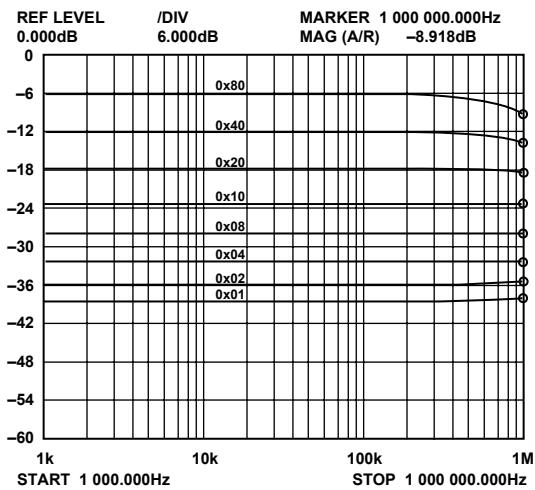 REF LEVEL /DIV MARKER 1 000 000.000Hz
0.000dB 6.000dB MAG (A/R) –8.918dB
0
–6
–12
–18
–24
–30
–36
–42
–48
–54
–60
0x80
0x40
0x20
0x10
0x08
0x04
0x02
0x01
1k 10k 100k 1M
START 1 000.000Hz STOP 1 000 000.000Hz